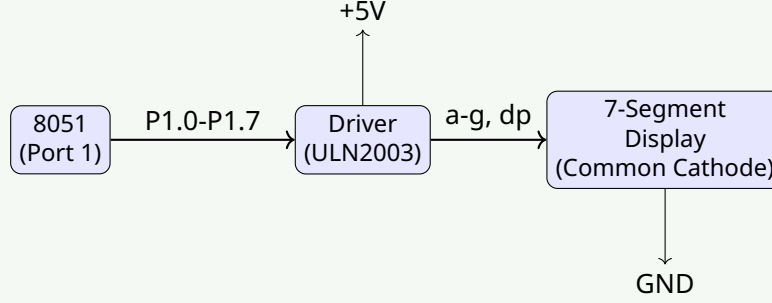 +5V
8051
(Port 1)
P1.0-P1.7
Driver
(ULN2003)
a-g, dp
7-Segment
Display
(Common Cathode)
GND